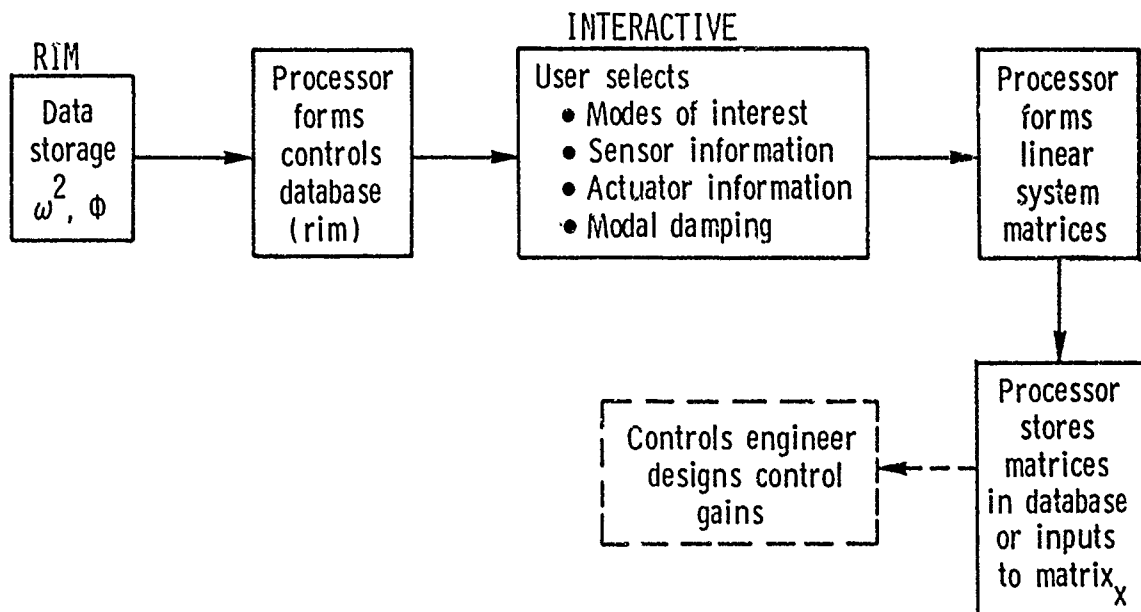 RIM
Data
storage
ω², Φ
Processor
forms
controls
database
(rim)
INTERACTIVE
User selects
• Modes of interest
• Sensor information
• Actuator information
• Modal damping
Processor
forms
linear
system
matrices
Processor
stores
matrices
in database
or inputs
to matrixₓ
Controls engineer
designs control
gains